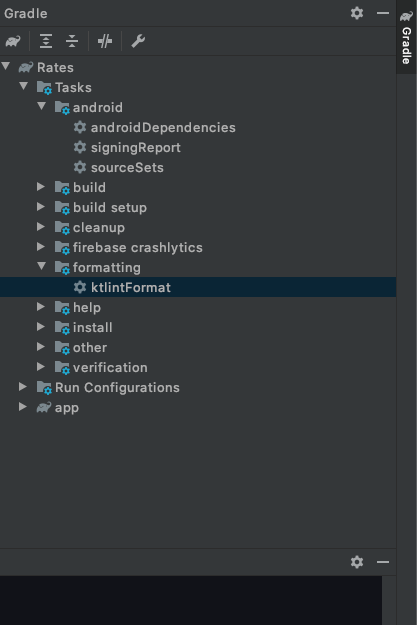 Gradle
Gradle
Rates
Tasks
android
androidDependencies
signingReport
sourceSets
build
build setup
cleanup
firebase crashlytics
formatting
ktlintFormat
help
install
other
verification
Run Configurations
app